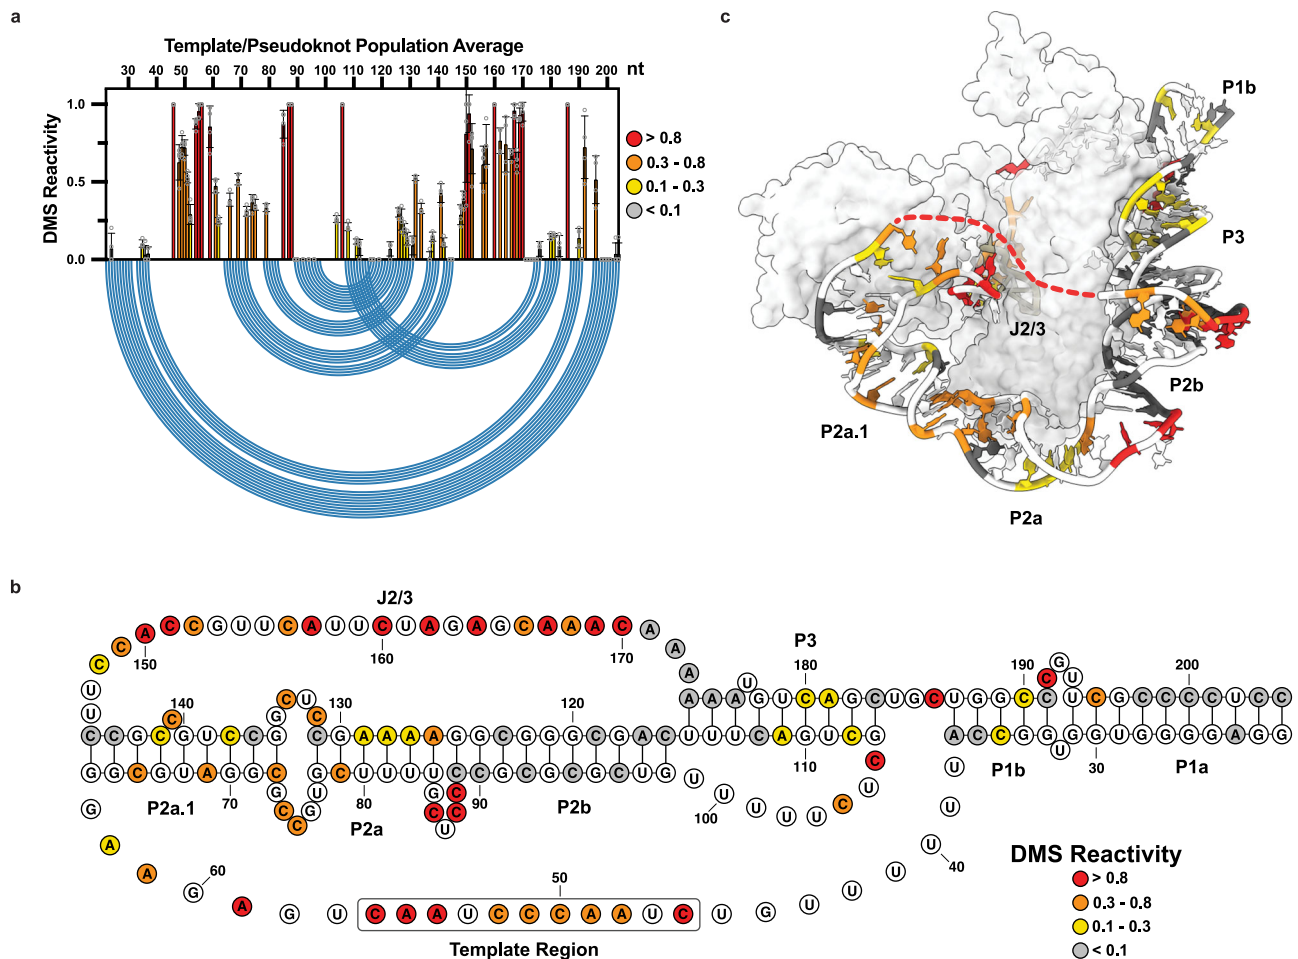 a
Template/Pseudoknot Population Average
30 40 50 60 70 80 90 100 110 120 130 140 150 160 170 180 190 200 nt
DMS Reactivity
1.0
0.5
0.0
> 0.8
0.3 - 0.8
0.1 - 0.3
< 0.1
c
P1b
P3
J2/3
P2b
P2a.1
P2a
b
J2/3
A C C G U U C A U U C U A G A G C A A A C A A A
150 160 170
C C U U
P3
180 190 200
A A A U G U C A G C U G C U G G C C C G U U C G C C C C U C C
140 130 120
C C G C C G U C C G G C U C C G A A A A G G C G G G C G A C U U U C A G U C G
A C C U G G U G G U G G G G A G G
G G C G U G A G G C G C C G U G C U U U U G C C U C C C G C G C G C U G
P2a.1 70 P2a 80 90 P2b 100 110 P1b 30 P1a
U U U U U C U C
G A A G A G U
60
C A A U C C C A A U C
50
U G U U U U U U
40
Template Region
DMS Reactivity
> 0.8
0.3 - 0.8
0.1 - 0.3
< 0.1